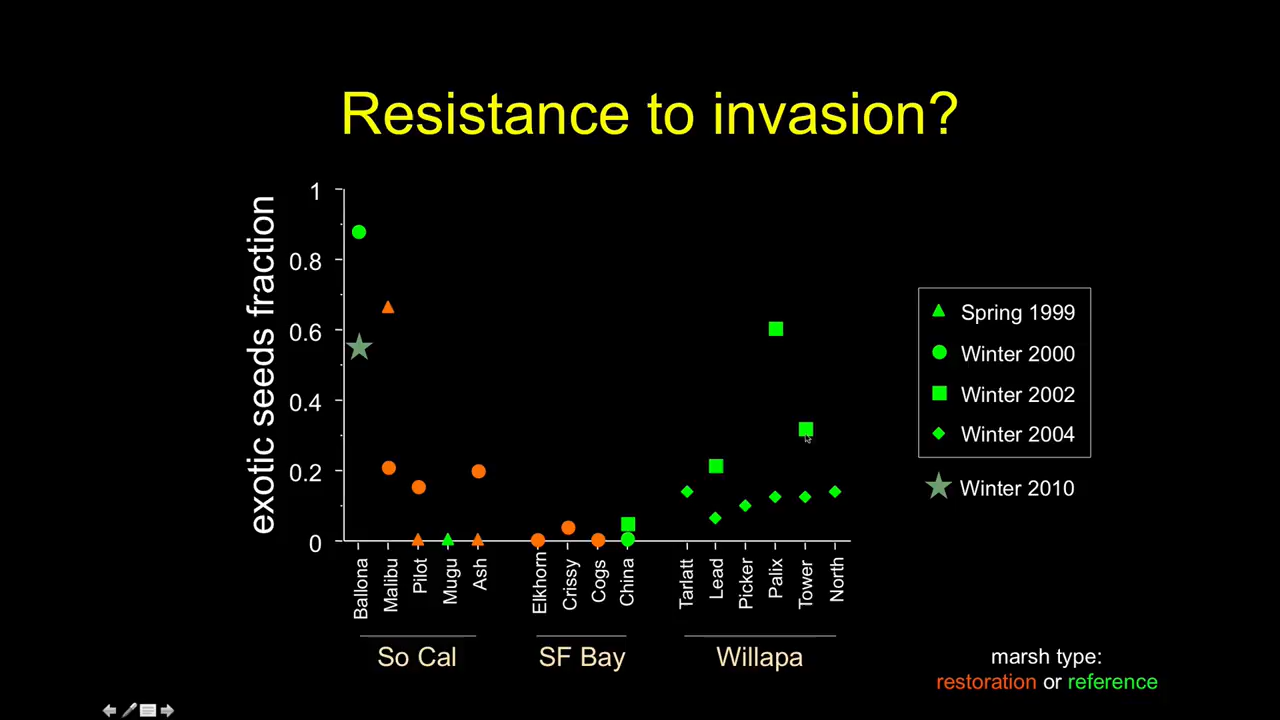 Resistance to invasion?
exotic seeds fraction
1
0.8
0.6
0.4
0.2
0
Ballona
Malibu
Pilot
Mugu
Ash
Elkhorn
Crissy
Cogs
China
Tarlatt
Lead
Picker
Palix
Tower
North
So Cal
SF Bay
Willapa
Spring 1999
Winter 2000
Winter 2002
Winter 2004
Winter 2010
marsh type:
restoration or reference